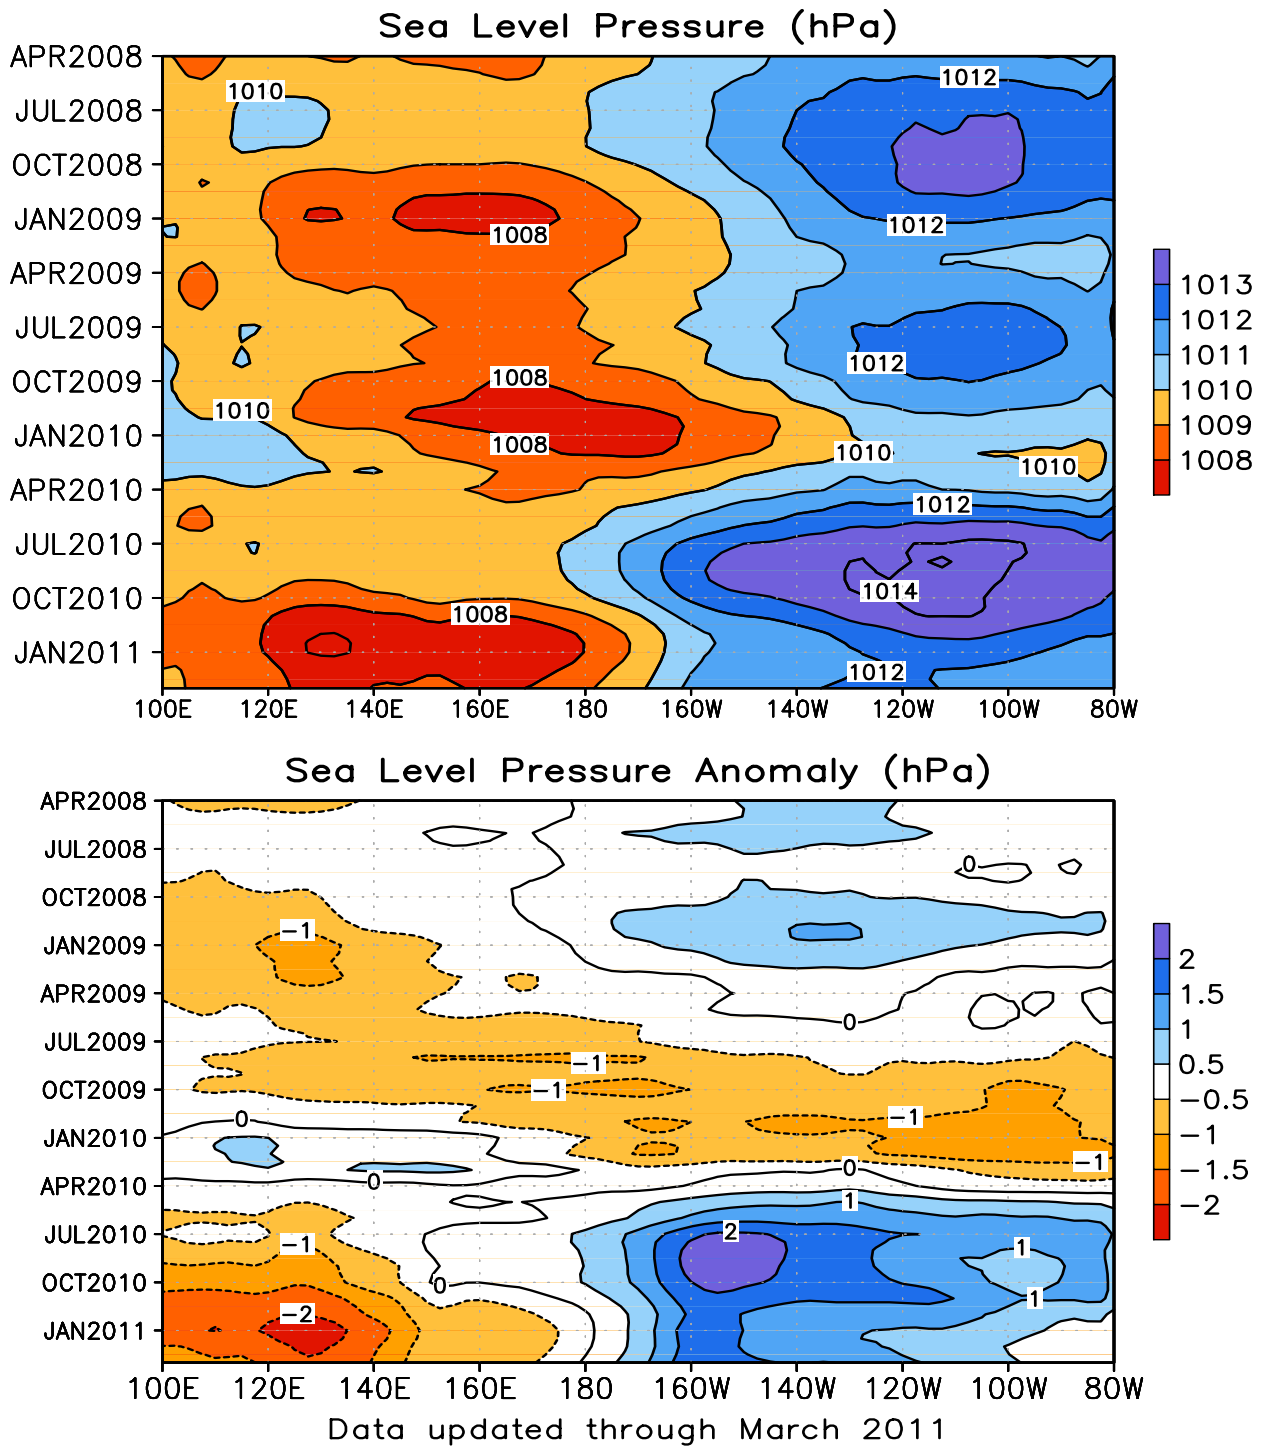 Sea Level Pressure (hPa)
APR2008
JUL2008
OCT2008
JAN2009
APR2009
JUL2009
OCT2009
JAN2010
APR2010
JUL2010
OCT2010
JAN2011
1010
1012
1012
1008
1012
1008
1010
1008
1010
1010
1012
1014
1008
1012
100E 120E 140E 160E 180 160W 140W 120W 100W 80W
1013
1012
1011
1010
1009
1008
Sea Level Pressure Anomaly (hPa)
APR2008
JUL2008
OCT2008
JAN2009
APR2009
JUL2009
OCT2009
JAN2010
APR2010
JUL2010
OCT2010
JAN2011
0
−1
0
−1
−1
0
−1
−1
0
0
1
2
−1
1
0
1
−2
100E 120E 140E 160E 180 160W 140W 120W 100W 80W
2
1.5
1
0.5
−0.5
−1
−1.5
−2
Data updated through March 2011